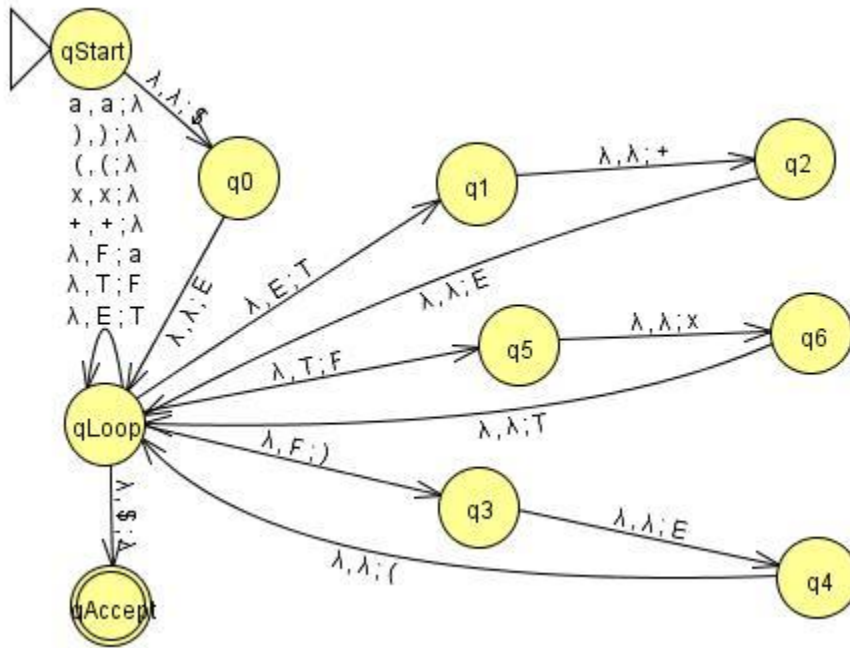 qStart
λ,λ;$
a,a;λ
),);λ
(,(;λ
x,x;λ
+,+;λ
λ,F;a
λ,T;F
λ,E;T
q0
λ,λ;E
q1
λ,E;T
λ,λ;+
q2
λ,λ;E
q5
λ,T;F
λ,λ;x
q6
λ,λ;T
qLoop
λ,F;)
q3
λ,λ;E
q4
λ,λ;(
λ,$;λ
qAccept